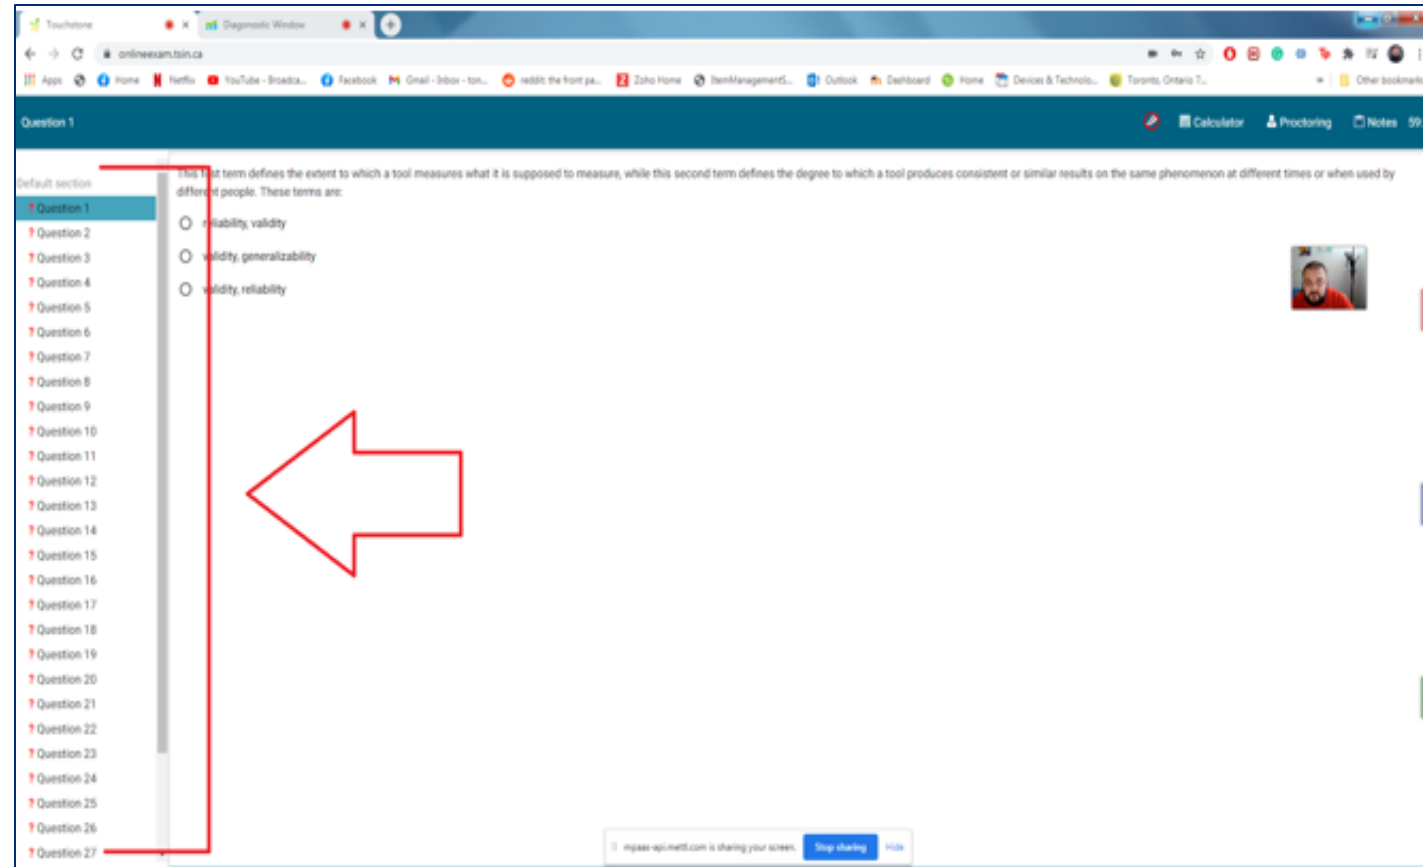 Touchstone
Diagonostic Window
onlineexam.tsin.ca
Apps
Home
Netflix
YouTube - Broadca...
Facebook
Gmail - Inbox - ton...
reddit: the front pa...
Zoho Home
ItemManagementS...
Outlook
Dashboard
Home
Devices & Technolo...
Toronto, Ontario 7...
Other bookmarks
Question 1
Calculator
Proctoring
Notes
59:
Default section
? Question 1
? Question 2
? Question 3
? Question 4
? Question 5
? Question 6
? Question 7
? Question 8
? Question 9
? Question 10
? Question 11
? Question 12
? Question 13
? Question 14
? Question 15
? Question 16
? Question 17
? Question 18
? Question 19
? Question 20
? Question 21
? Question 22
? Question 23
? Question 24
? Question 25
? Question 26
? Question 27
This first term defines the extent to which a tool measures what it is supposed to measure, while this second term defines the degree to which a tool produces consistent or similar results on the same phenomenon at different times or when used by
different people. These terms are:
reliability, validity
validity, generalizability
validity, reliability
mpaas-api.mettl.com is sharing your screen.
Stop sharing
Hide